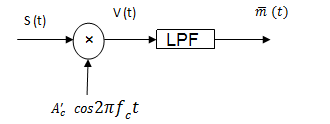 S (t)
V (t)
m̅ (t)
×
LPF
A′c cos2πfct